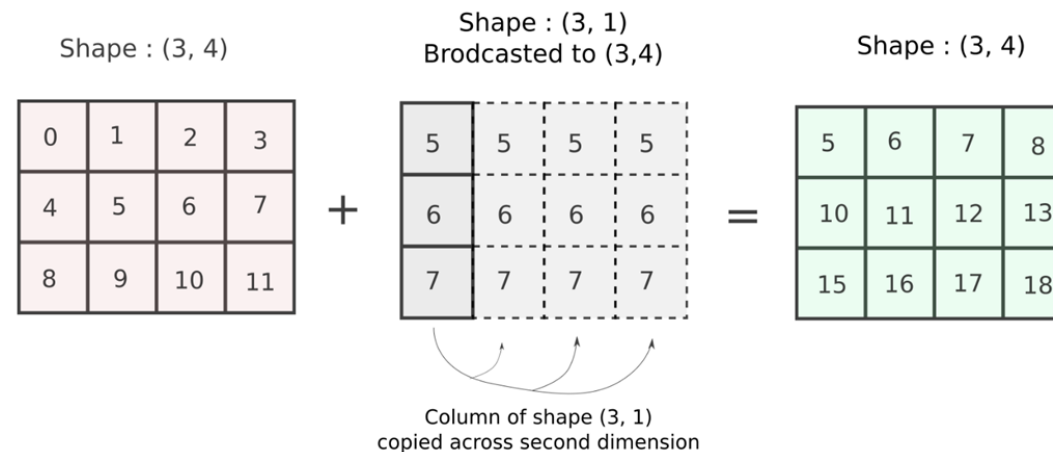 Shape : (3, 4)
0 1 2 3
4 5 6 7
8 9 10 11
+
Shape : (3, 1)
Brodcasted to (3,4)
5 5 5 5
6 6 6 6
7 7 7 7
Column of shape (3, 1)
copied across second dimension
=
Shape : (3, 4)
5 6 7 8
10 11 12 13
15 16 17 18